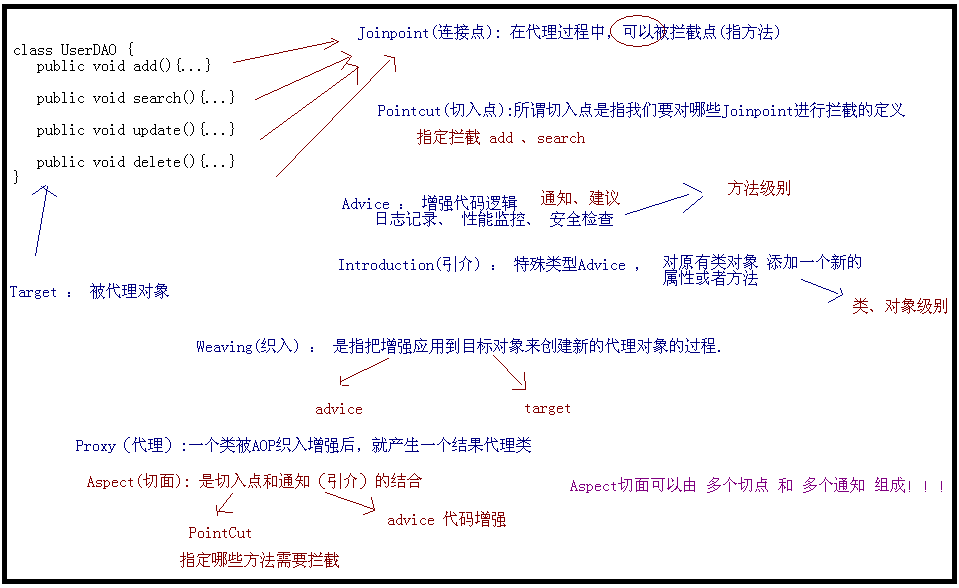 Joinpoint(连接点): 在代理过程中, 可以被拦截点(指方法)
class UserDAO {
public void add(){...}
public void search(){...}
public void update(){...}
public void delete(){...}
}
Pointcut(切入点):所谓切入点是指我们要对哪些Joinpoint进行拦截的定义
指定拦截 add 、search
Advice : 增强代码逻辑 通知、建议
日志记录、 性能监控、 安全检查
方法级别
Introduction(引介) : 特殊类型Advice , 对原有类对象 添加一个新的
属性或者方法
类、对象级别
Target : 被代理对象
Weaving(织入) : 是指把增强应用到目标对象来创建新的代理对象的过程.
advice
target
Proxy（代理）:一个类被AOP织入增强后，就产生一个结果代理类
Aspect(切面): 是切入点和通知（引介）的结合
Aspect切面可以由 多个切点 和 多个通知 组成!!!
advice 代码增强
PointCut
指定哪些方法需要拦截